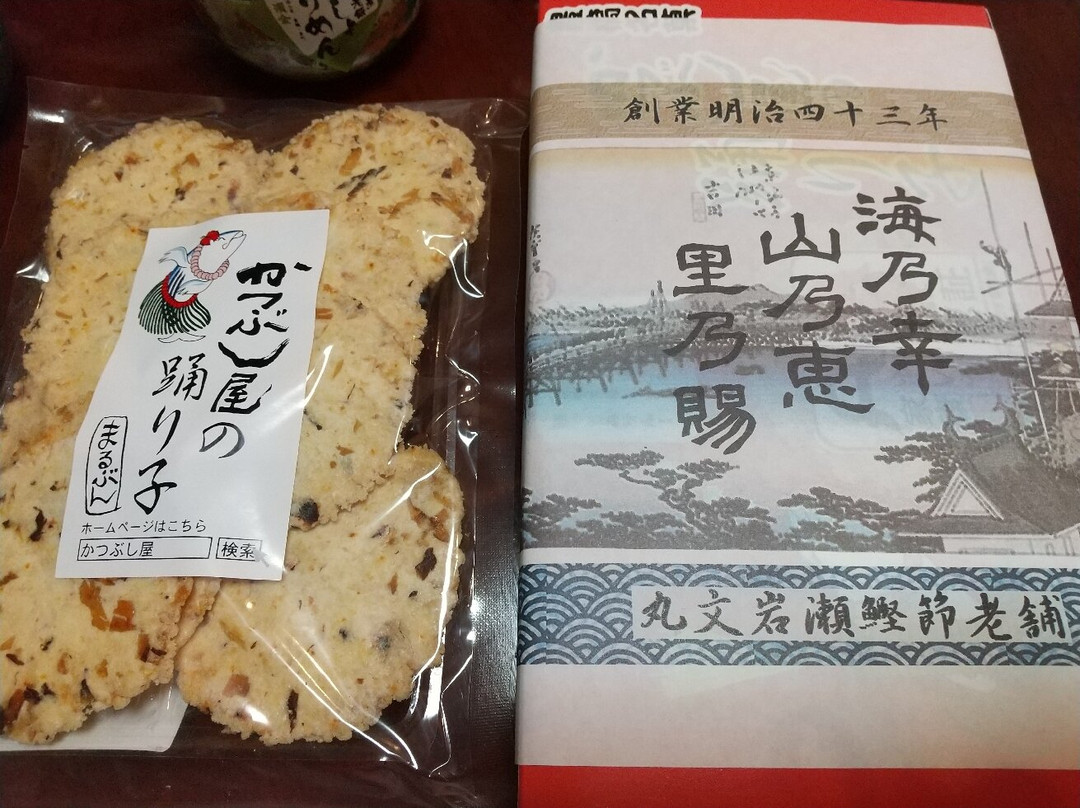 かつぶし屋の
踊り子
まるぶん
ホームページはこちら
かつぶし屋 検索
創業明治四十三年
海乃幸
山乃恵
里乃賜
吉田
丸文岩瀬鰹節老舗